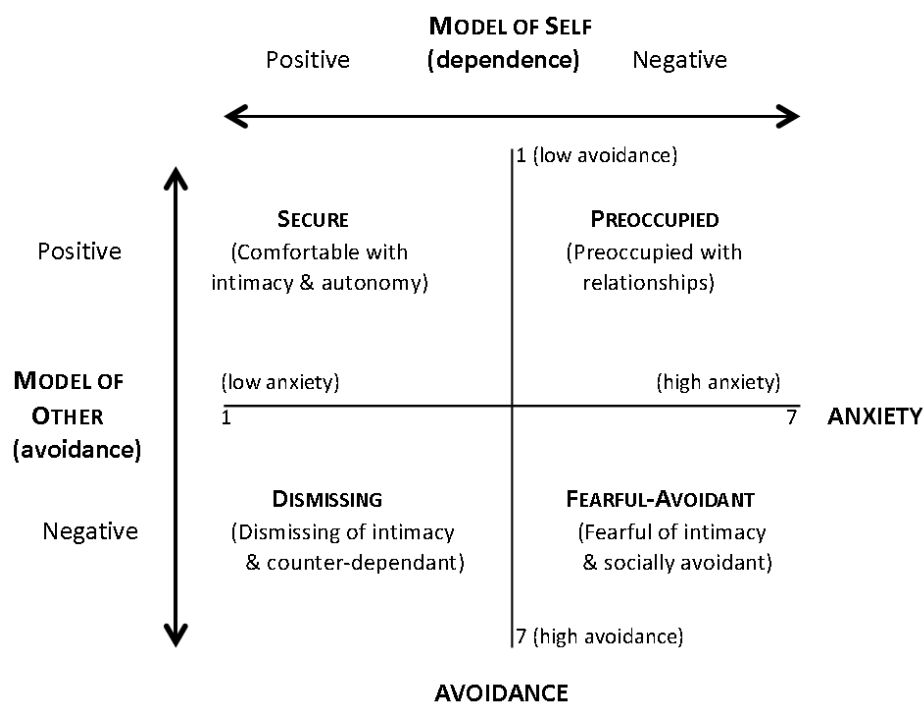 MODEL OF SELF
Positive (dependence) Negative
1 (low avoidance)
SECURE
(Comfortable with
intimacy & autonomy)
PREOCCUPIED
(Preoccupied with
relationships)
Positive
MODEL OF
OTHER
(avoidance)
(low anxiety)
1
(high anxiety)
7
ANXIETY
DISMISSING
(Dismissing of intimacy
& counter-dependant)
FEARFUL-AVOIDANT
(Fearful of intimacy
& socially avoidant)
Negative
7 (high avoidance)
AVOIDANCE